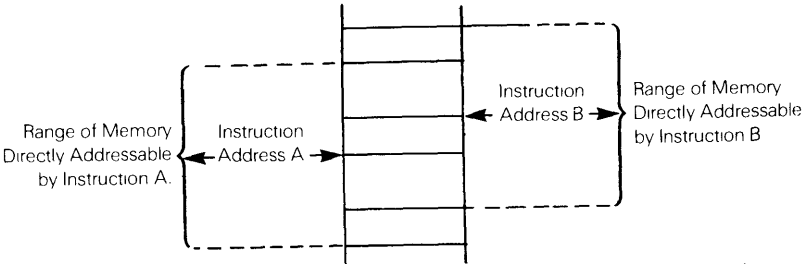 Range of Memory
Directly Addressable
by Instruction A.
Instruction
Address A
Instruction
Address B
Range of Memory
Directly Addressable
by Instruction B